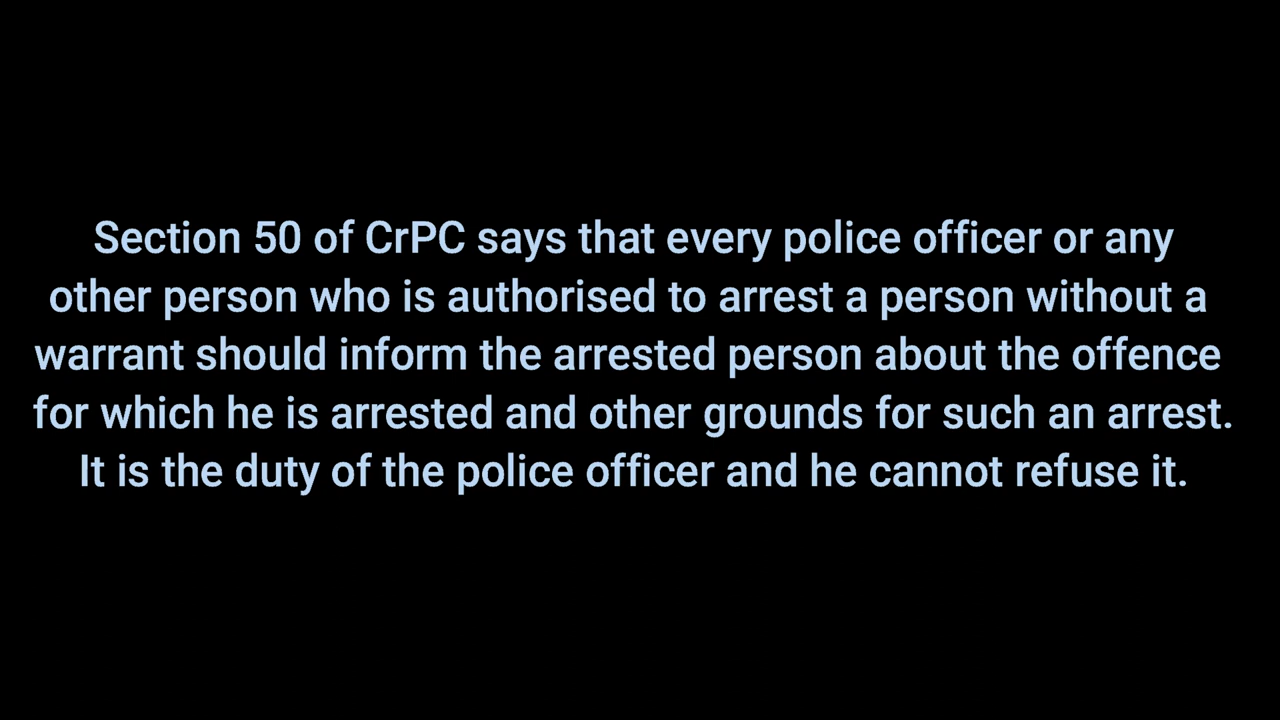 Section 50 of CrPC says that every police officer or any
other person who is authorised to arrest a person without a
warrant should inform the arrested person about the offence
for which he is arrested and other grounds for such an arrest.
It is the duty of the police officer and he cannot refuse it.